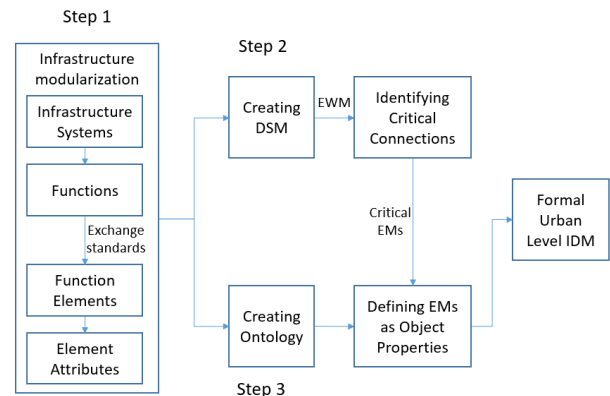 Step 1
Infrastructure
modularization
Infrastructure
Systems
Functions
Exchange
standards
Function
Elements
Element
Attributes
Step 2
Creating
DSM
EWM
Identifying
Critical
Connections
Critical
EMs
Step 3
Creating
Ontology
Defining EMs
as Object
Properties
Formal
Urban
Level IDM